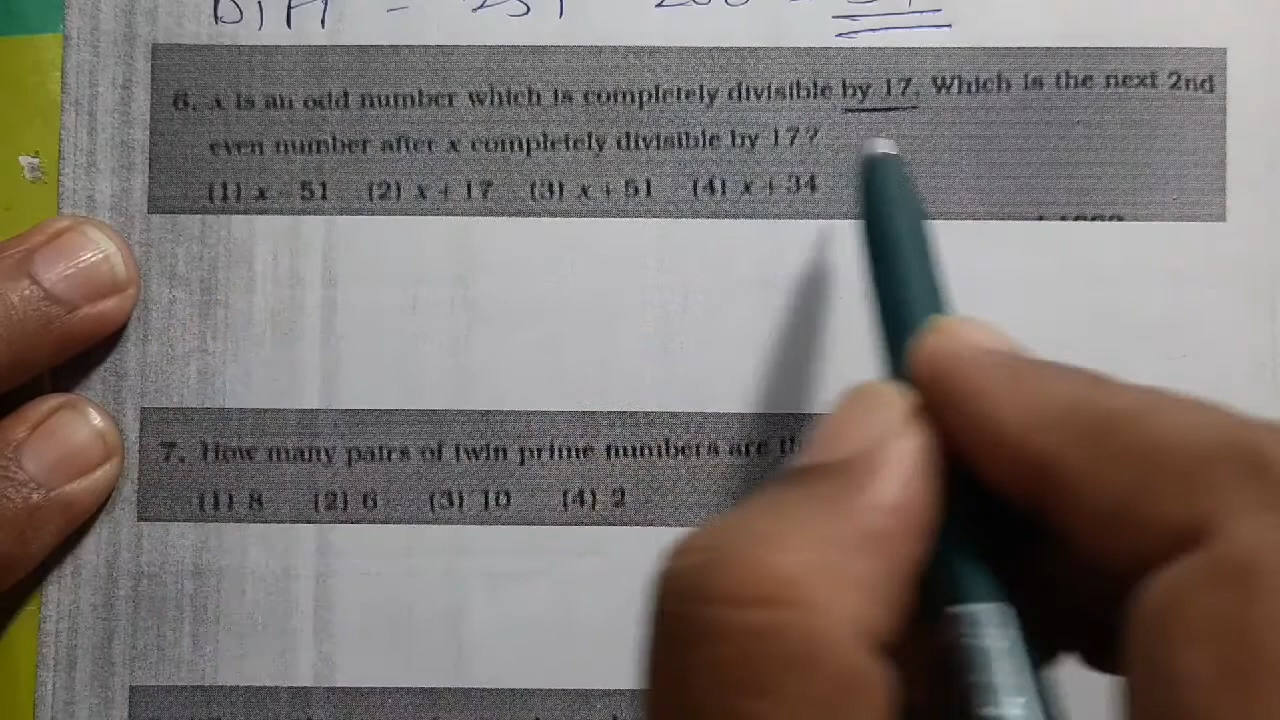 6. x is an odd number which is completely divisible by 17. Which is the next 2nd
even number after x completely divisible by 17?
(1) x - 51 (2) x + 17 (3) x + 51 (4) x + 34
7. How many pairs of twin prime numbers are
(1) 8 (2) 6 (3) 10 (4) 2